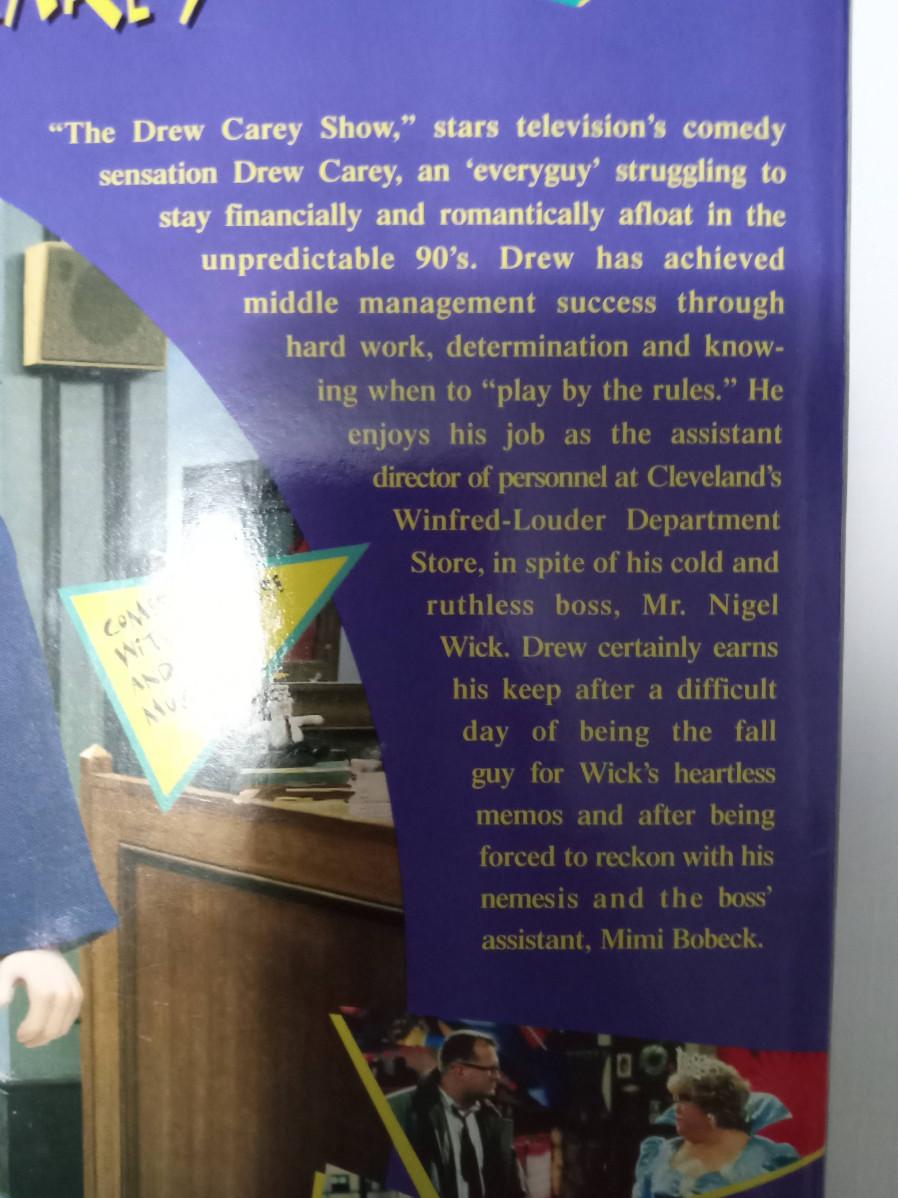 “The Drew Carey Show,” stars television’s comedy
sensation Drew Carey, an ‘everyguy’ struggling to
stay financially and romantically afloat in the
unpredictable 90’s. Drew has achieved
middle management success through
hard work, determination and know-
ing when to “play by the rules.” He
enjoys his job as the assistant
director of personnel at Cleveland’s
Winfred-Louder Department
Store, in spite of his cold and
ruthless boss, Mr. Nigel
Wick. Drew certainly earns
his keep after a difficult
day of being the fall
guy for Wick’s heartless
memos and after being
forced to reckon with his
nemesis and the boss’
assistant, Mimi Bobeck.
AND